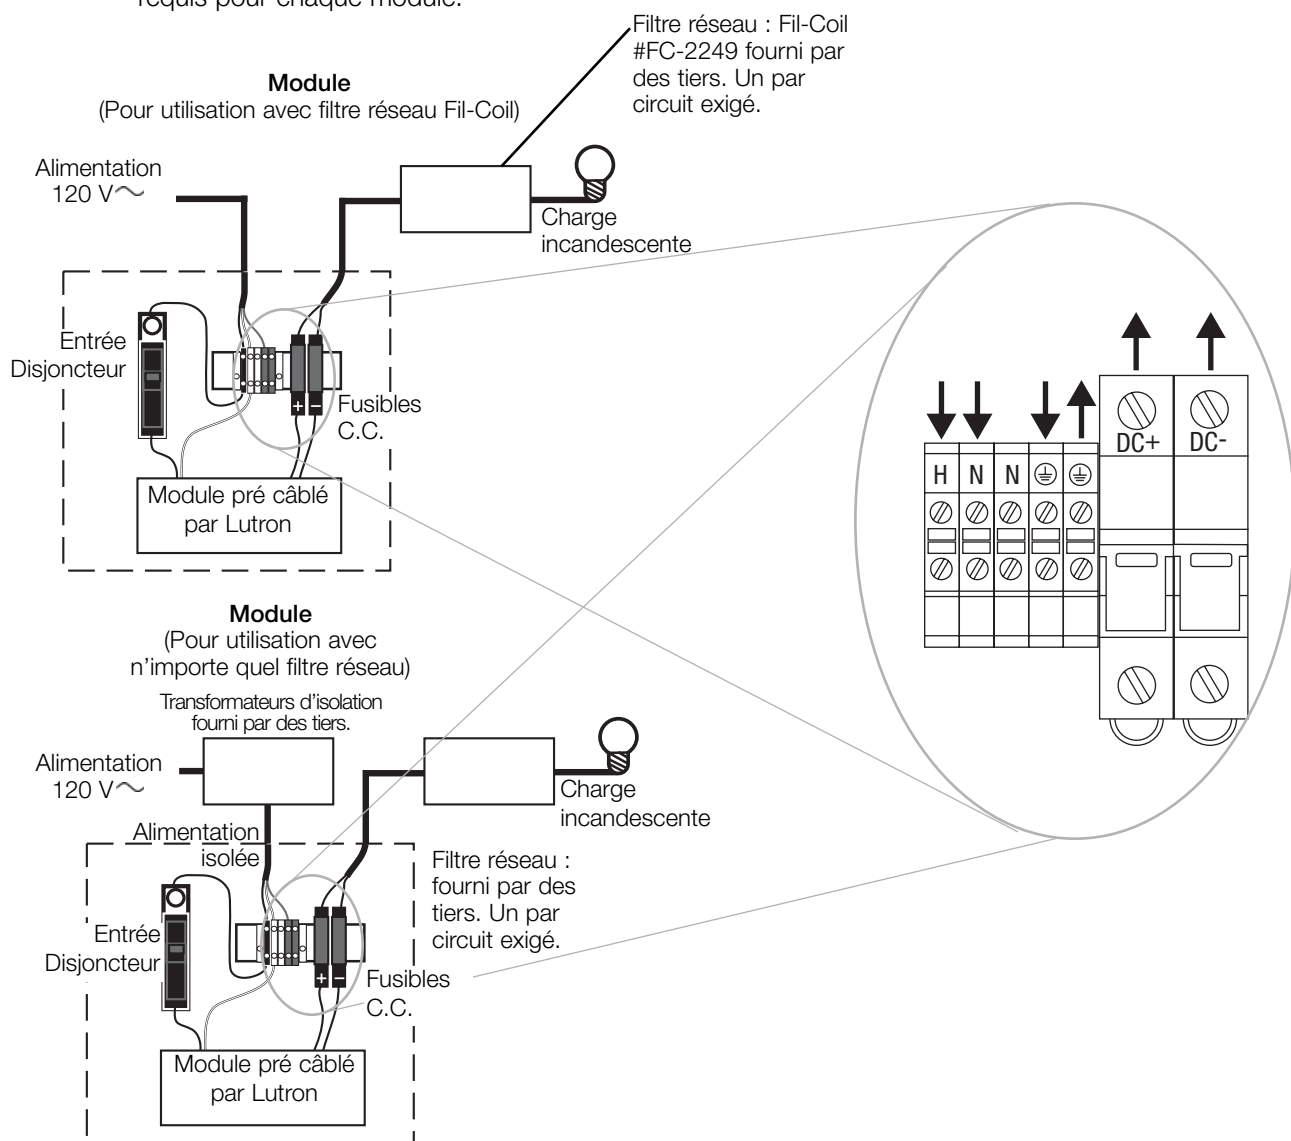 requis pour chaque module.
Filtre réseau : Fil-Coil
#FC-2249 fourni par
des tiers. Un par
circuit exigé.
Module
(Pour utilisation avec filtre réseau Fil-Coil)
Alimentation
120 V~
Charge
incandescente
Entrée
Disjoncteur
+ –
Fusibles
C.C.
Module pré câblé
par Lutron
H N N
DC+ DC-
Module
(Pour utilisation avec
n’importe quel filtre réseau)
Transformateurs d’isolation
fourni par des tiers.
Alimentation
120 V~
Charge
incandescente
Alimentation
isolée
Filtre réseau :
fourni par des
tiers. Un par
circuit exigé.
Entrée
Disjoncteur
+ –
Fusibles
C.C.
Module pré câblé
par Lutron